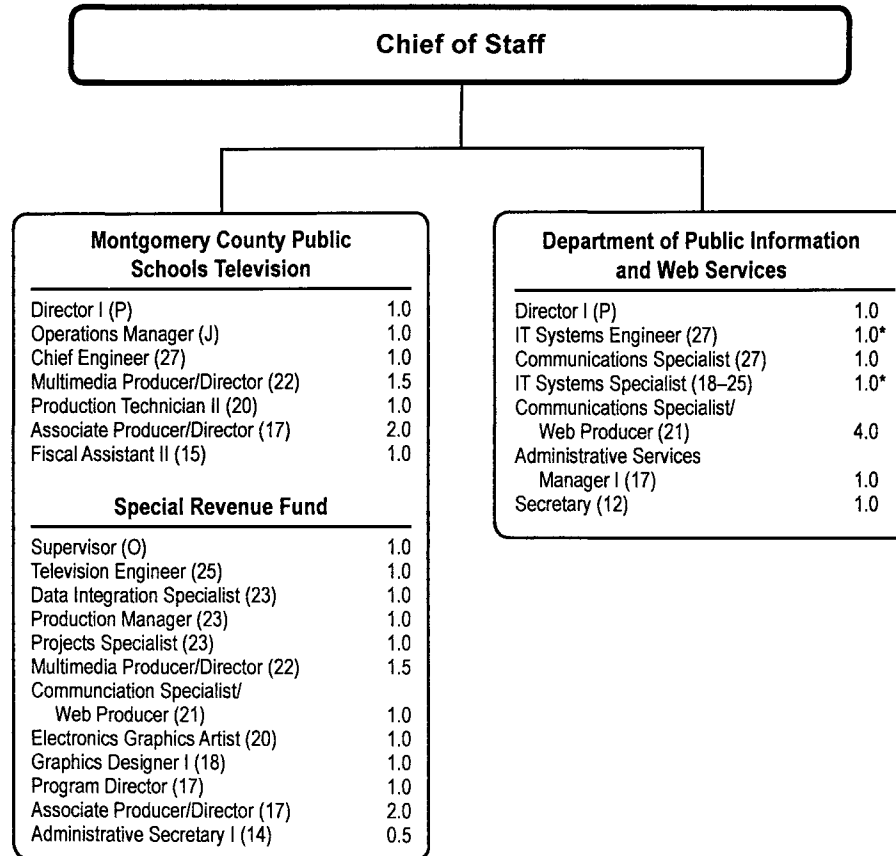 Chief of Staff
Montgomery County Public
Schools Television
Director I (P) 1.0
Operations Manager (J) 1.0
Chief Engineer (27) 1.0
Multimedia Producer/Director (22) 1.5
Production Technician II (20) 1.0
Associate Producer/Director (17) 2.0
Fiscal Assistant II (15) 1.0
Special Revenue Fund
Supervisor (O) 1.0
Television Engineer (25) 1.0
Data Integration Specialist (23) 1.0
Production Manager (23) 1.0
Projects Specialist (23) 1.0
Multimedia Producer/Director (22) 1.5
Communciation Specialist/
Web Producer (21) 1.0
Electronics Graphics Artist (20) 1.0
Graphics Designer I (18) 1.0
Program Director (17) 1.0
Associate Producer/Director (17) 2.0
Administrative Secretary I (14) 0.5
Department of Public Information
and Web Services
Director I (P) 1.0
IT Systems Engineer (27) 1.0*
Communications Specialist (27) 1.0
IT Systems Specialist (18–25) 1.0*
Communications Specialist/
Web Producer (21) 4.0
Administrative Services
Manager I (17) 1.0
Secretary (12) 1.0